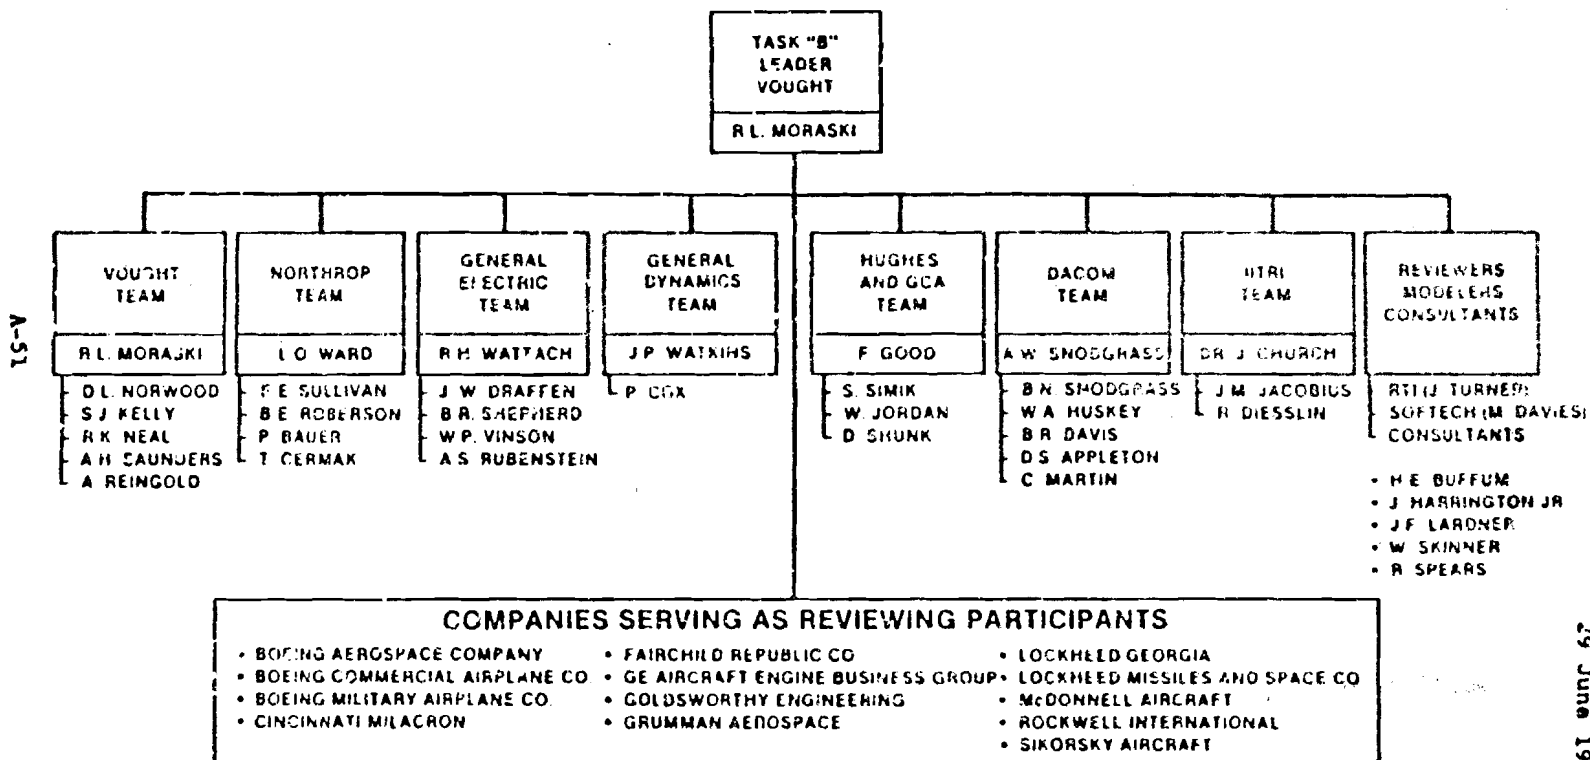 TASK "B"
LEADER
VOUGHT
R.L. MORASKI
VOUGHT
TEAM
R.L. MORASKI
D.L. NORWOOD
S.J. KELLY
R.K. NEAL
A.H. SAUNDERS
A. REINGOLD
NORTHROP
TEAM
L.O. WARD
E. SULLIVAN
B.E. ROBERSON
P. BAUER
T. CERMAK
GENERAL
ELECTRIC
TEAM
R.H. WATTACH
J.W. DRAFFEN
B.R. SHEPHERD
W.P. VINSON
A.S. RUBENSTEIN
GENERAL
DYNAMICS
TEAM
J.P. WATKINS
P. COX
HUGHES
AND GCA
TEAM
F. GOOD
S. SIMIK
W. JORDAN
D. SHUNK
DACOM
TEAM
A.W. SNODGRASS
B.N. SNODGRASS
W.A. HUSKEY
B.R. DAVIS
D.S. APPLETON
C. MARTIN
IITRI
TEAM
DR. J. CHURCH
J.M. JACOBIUS
R. DIESSLIN
REVIEWERS
MODELERS
CONSULTANTS
RTI (J. TURNER)
SOFTECH (M. DAVIES)
CONSULTANTS
• H.E. BUFFUM
• J. HARRINGTON JR
• J.F. LARDNER
• W. SKINNER
• R. SPEARS
COMPANIES SERVING AS REVIEWING PARTICIPANTS
• BOEING AEROSPACE COMPANY
• BOEING COMMERCIAL AIRPLANE CO.
• BOEING MILITARY AIRPLANE CO.
• CINCINNATI MILACRON
• FAIRCHILD REPUBLIC CO
• GE AIRCRAFT ENGINE BUSINESS GROUP
• GOLDSWORTHY ENGINEERING
• GRUMMAN AEROSPACE
• LOCKHEED GEORGIA
• LOCKHEED MISSILES AND SPACE CO
• McDONNELL AIRCRAFT
• ROCKWELL INTERNATIONAL
• SIKORSKY AIRCRAFT
A-51
29 June 19